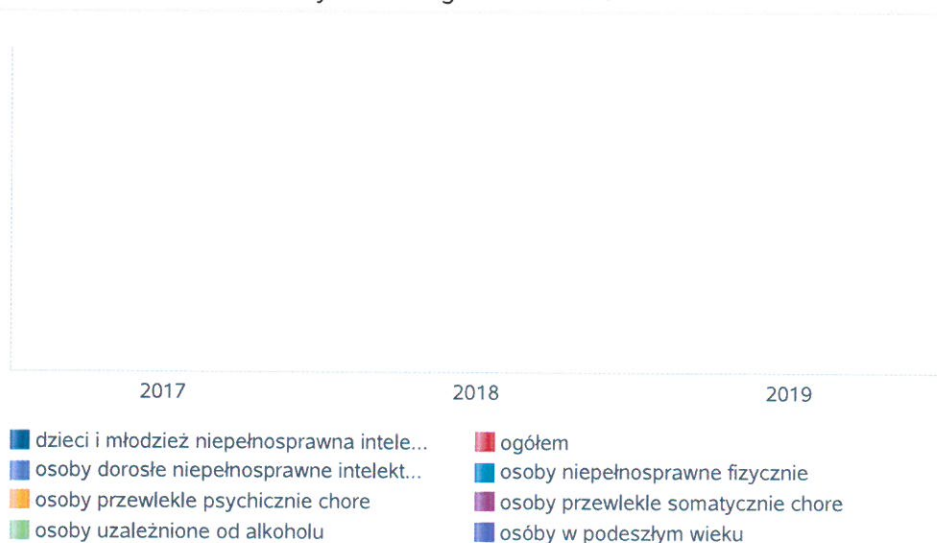 2017 2018 2019
dzieci i młodzież niepełnosprawna intele...
osoby dorosłe niepełnosprawne intelekt...
osoby przewlekle psychicznie chore
osoby uzależnione od alkoholu
ogółem
osoby niepełnosprawne fizycznie
osoby przewlekle somatycznie chore
osóby w podeszłym wieku